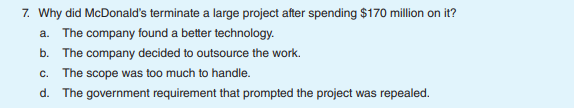 7. Why did McDonald's terminate a large project after spending $170 million on it?
a. The company found a better technology.
b. The company decided to outsource the work.
c. The scope was too much to handle.
d. The government requirement that prompted the project was repealed.